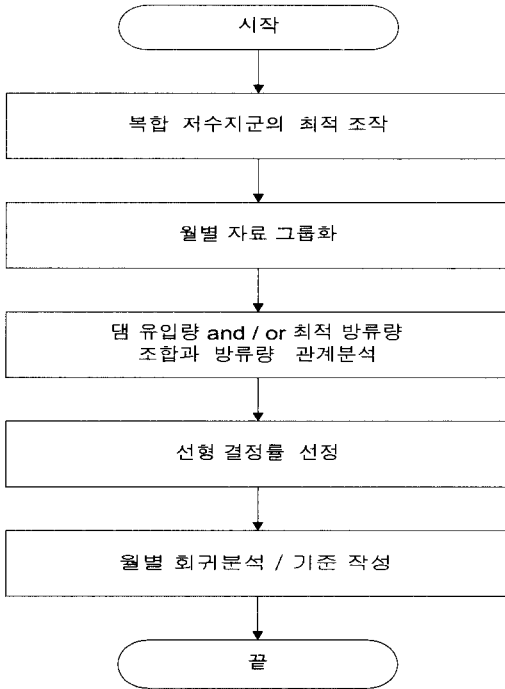 시작
복합 저수지군의 최적 조작
월별 자료 그룹화
댐 유입량 and / or 최적 방류량
조합과 방류량 관계분석
선형 결정률 선정
월별 회귀분석 / 기준 작성
끝